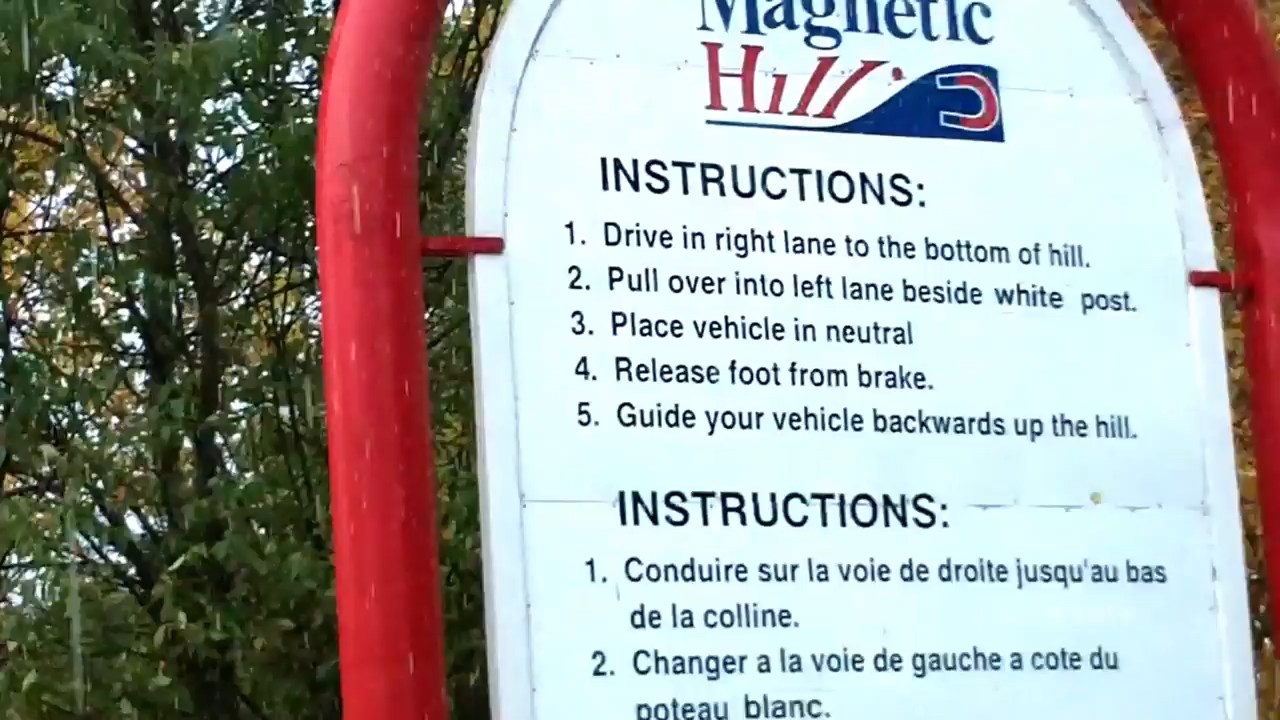 Magnetic
Hill
INSTRUCTIONS:
1. Drive in right lane to the bottom of hill.
2. Pull over into left lane beside white post.
3. Place vehicle in neutral
4. Release foot from brake.
5. Guide your vehicle backwards up the hill.
INSTRUCTIONS:
1. Conduire sur la voie de droite jusqu'au bas
de la colline.
2. Changer a la voie de gauche a cote du
poteau blanc.